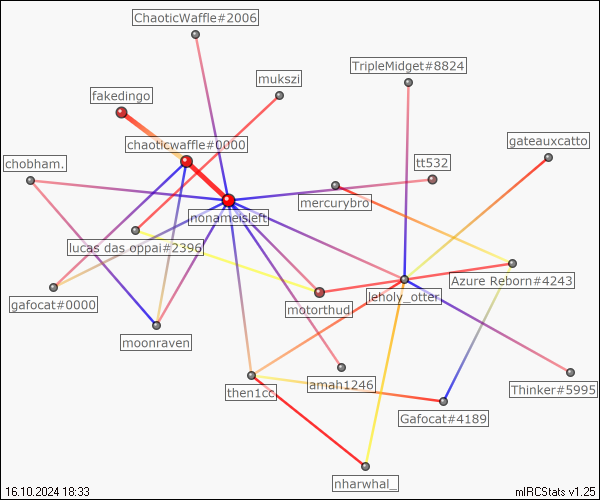 ChaoticWaffle#2006
TripleMidget#8824
mukszi
fakedingo
chaoticwaffle#0000
gateauxcatto
chobham.
tt532
mercurybro
nonameisleft
lucas das oppai#2396
Azure Reborn#4243
leholy_otter
gafocat#0000
motorthud
moonraven
amah1246
then1cc
Thinker#5995
Gafocat#4189
nharwhal_
16.10.2024 18:33
mIRCStats v1.25